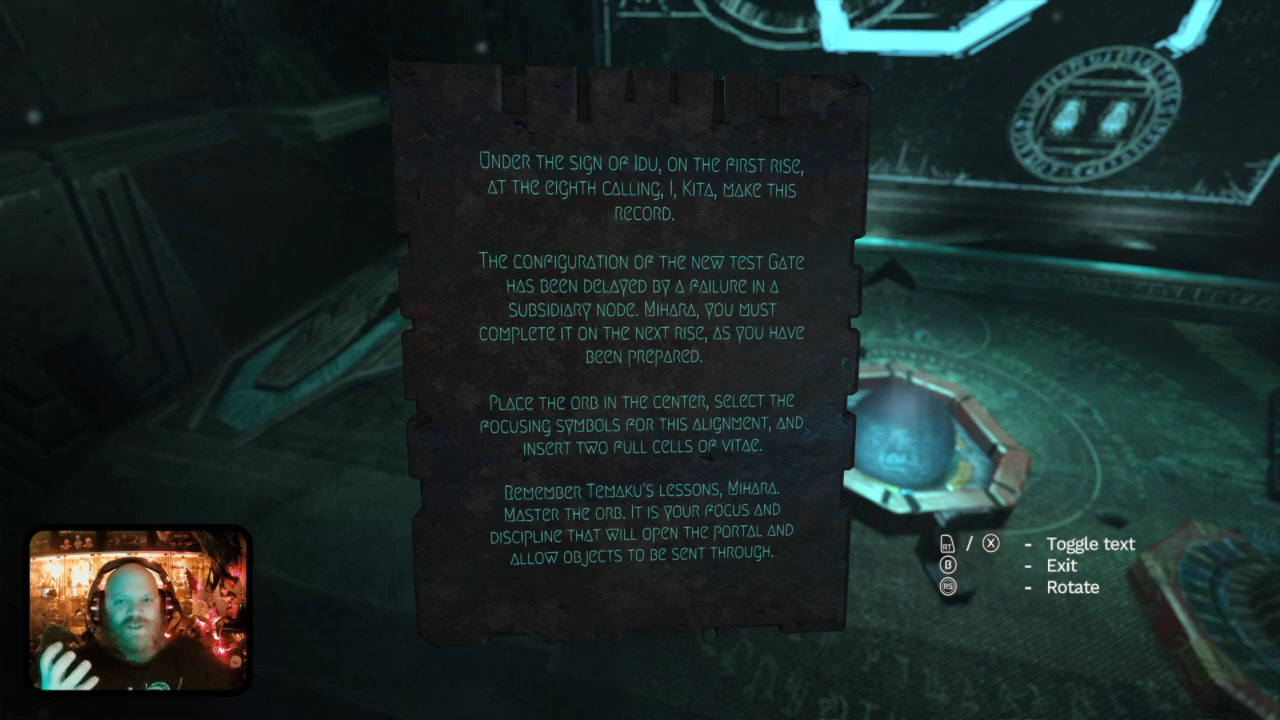 Under the sign of Idu, on the first rise,
at the eighth calling, I, Kita, make this
record.
The configuration of the new test Gate
has been delayed by a failure in a
subsidiary node. Mihara, you must
complete it on the next rise, as you have
been prepared.
Place the orb in the center, select the
focusing symbols for this alignment, and
insert two full cells of vitae.
Remember Temaku's lessons, Mihara.
Master the orb. It is your focus and
discipline that will open the portal and
allow objects to be sent through.
RT / X - Toggle text
B - Exit
RS - Rotate